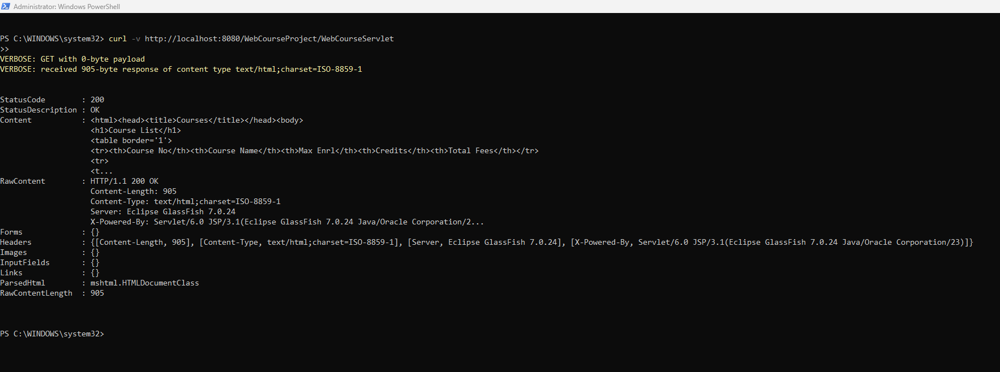 Administrator: Windows PowerShell
PS C:\WINDOWS\system32> curl -v http://localhost:8080/WebCourseProject/WebCourseServlet
>>
VERBOSE: GET with 0-byte payload
VERBOSE: received 905-byte response of content type text/html;charset=ISO-8859-1
StatusCode        : 200
StatusDescription : OK
Content           : <html><head><title>Courses</title></head><body>
                    <h1>Course List</h1>
                    <table border='1'>
                    <tr><th>Course No</th><th>Course Name</th><th>Max Enrl</th><th>Credits</th><th>Total Fees</th></tr>
                    <tr>
                    <t...
RawContent        : HTTP/1.1 200 OK
                    Content-Length: 905
                    Content-Type: text/html;charset=ISO-8859-1
                    Server: Eclipse GlassFish 7.0.24
                    X-Powered-By: Servlet/6.0 JSP/3.1(Eclipse GlassFish 7.0.24 Java/Oracle Corporation/2...
Forms             : {}
Headers           : {[Content-Length, 905], [Content-Type, text/html;charset=ISO-8859-1], [Server, Eclipse GlassFish 7.0.24], [X-Powered-By, Servlet/6.0 JSP/3.1(Eclipse GlassFish 7.0.24 Java/Oracle Corporation/23)]}
Images            : {}
InputFields       : {}
Links             : {}
ParsedHtml        : mshtml.HTMLDocumentClass
RawContentLength  : 905
PS C:\WINDOWS\system32>